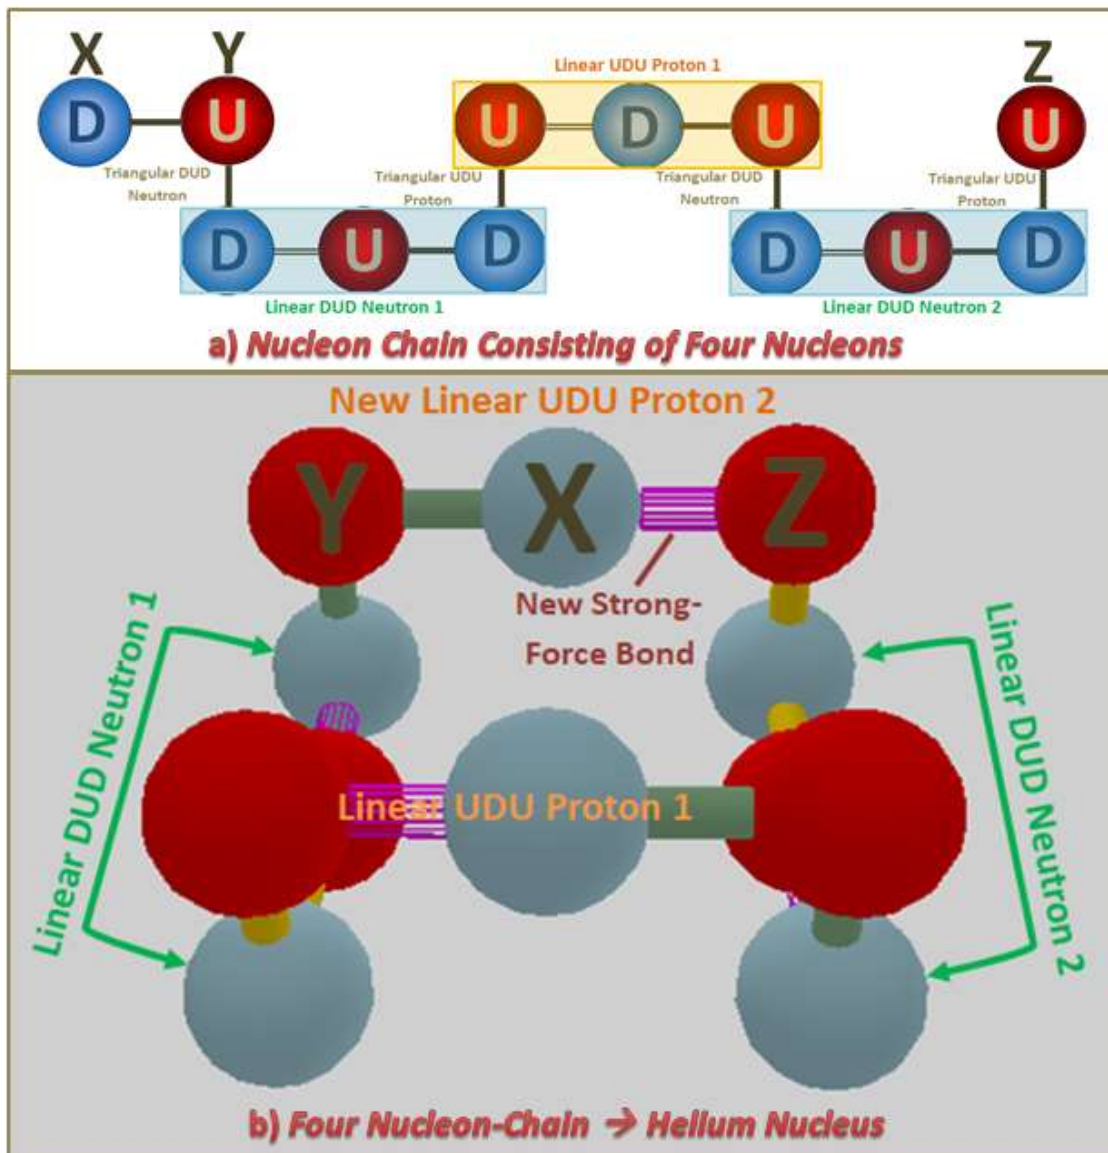 X
Y
Linear UDU Proton 1
Z
D
U
U
D
U
U
Triangular DUD
Neutron
Triangular UDU
Proton
Triangular DUD
Neutron
Triangular UDU
Proton
D
U
D
D
U
D
Linear DUD Neutron 1
Linear DUD Neutron 2
a) Nucleon Chain Consisting of Four Nucleons
New Linear UDU Proton 2
Y
X
Z
New Strong-
Force Bond
Linear DUD Neutron 1
Linear DUD Neutron 2
Linear UDU Proton 1
b) Four Nucleon-Chain → Helium Nucleus